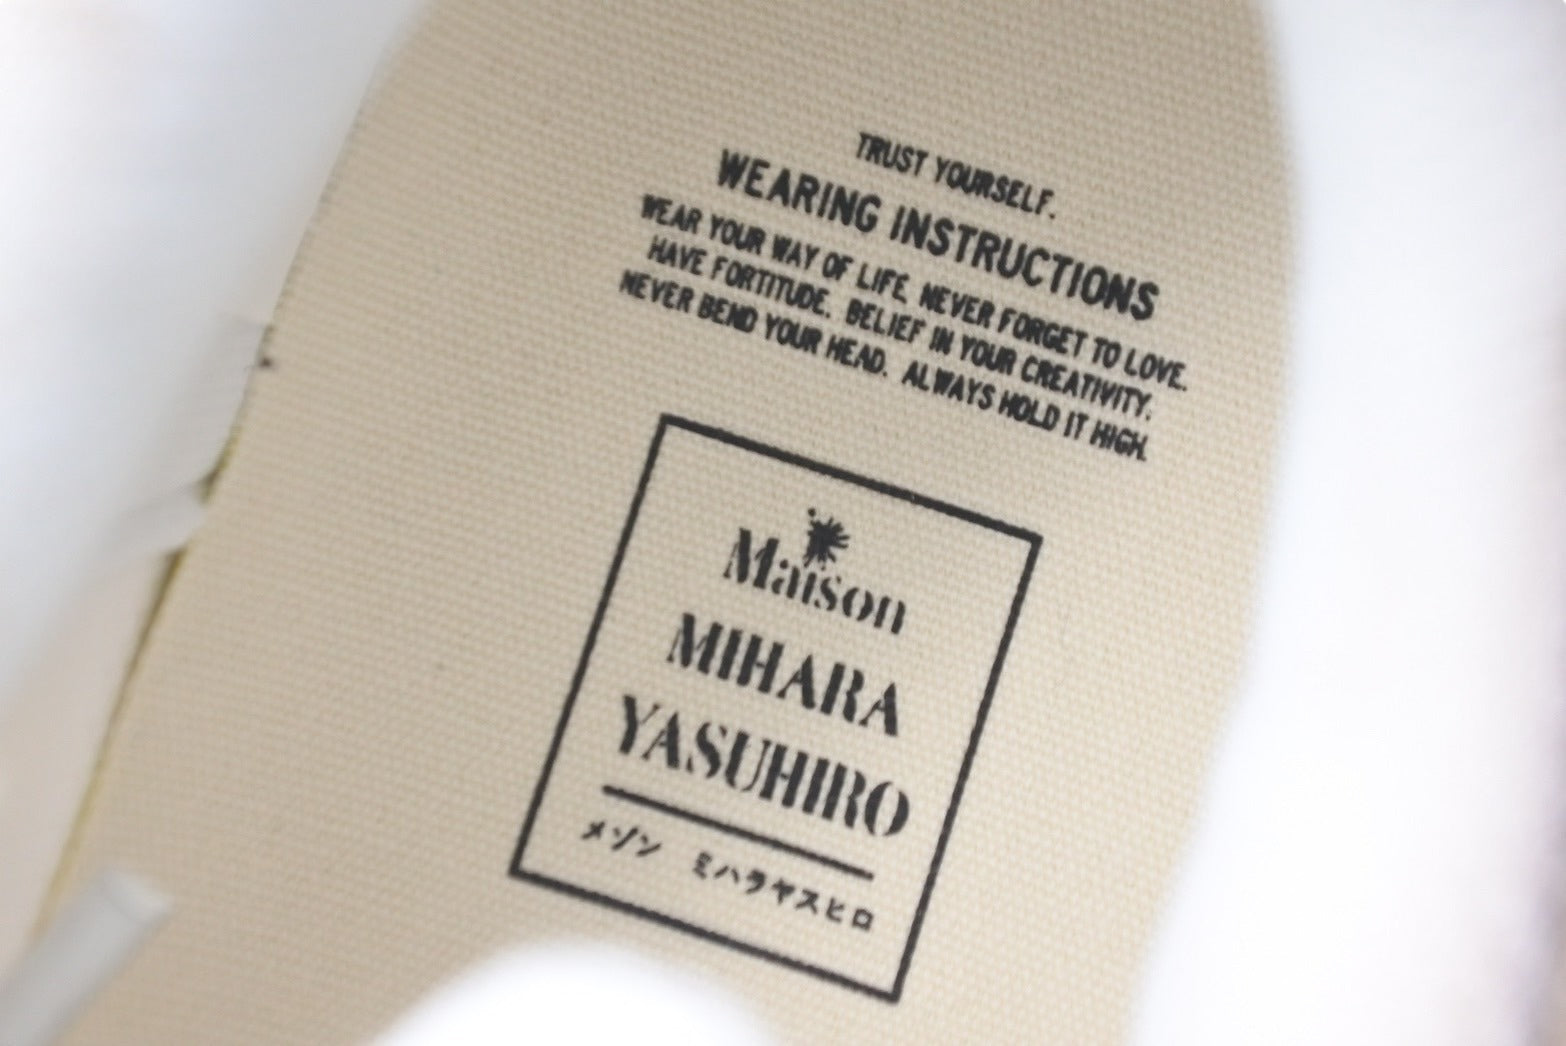 TRUST YOURSELF.
WEARING INSTRUCTIONS
WEAR YOUR WAY OF LIFE, NEVER FORGET TO LOVE.
HAVE FORTITUDE. BELIEF IN YOUR CREATIVITY.
NEVER BEND YOUR HEAD. ALWAYS HOLD IT HIGH.
Maison
MIHARA
YASUHIRO
メゾン ミハラヤスヒロ